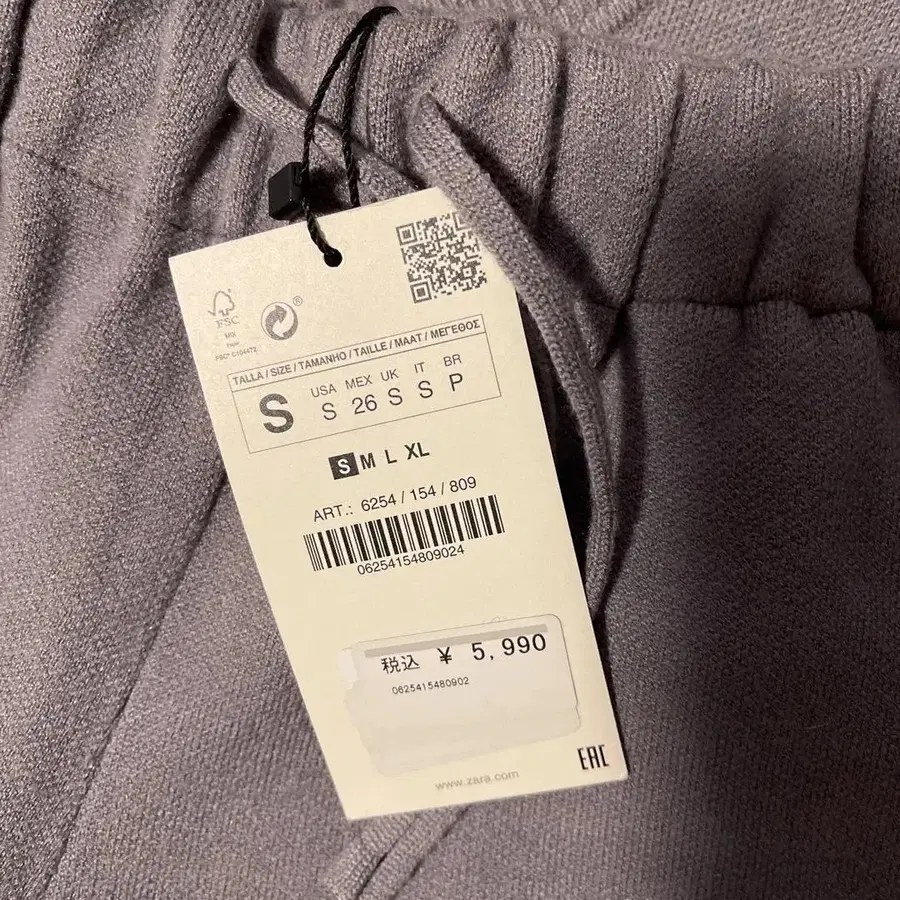 FSC
MIX
Paper
FSC® C104472
®
TALLA / SIZE / TAMANHO / TAILLE / MAAT / ΜΕΓΕΘΟΣ
S
USA MEX UK IT BR
S 26 S S P
S M L XL
ART.: 6254 / 154 / 809
06254154809024
税込 ¥ 5,990
0625415480902
www.zara.com
EAC